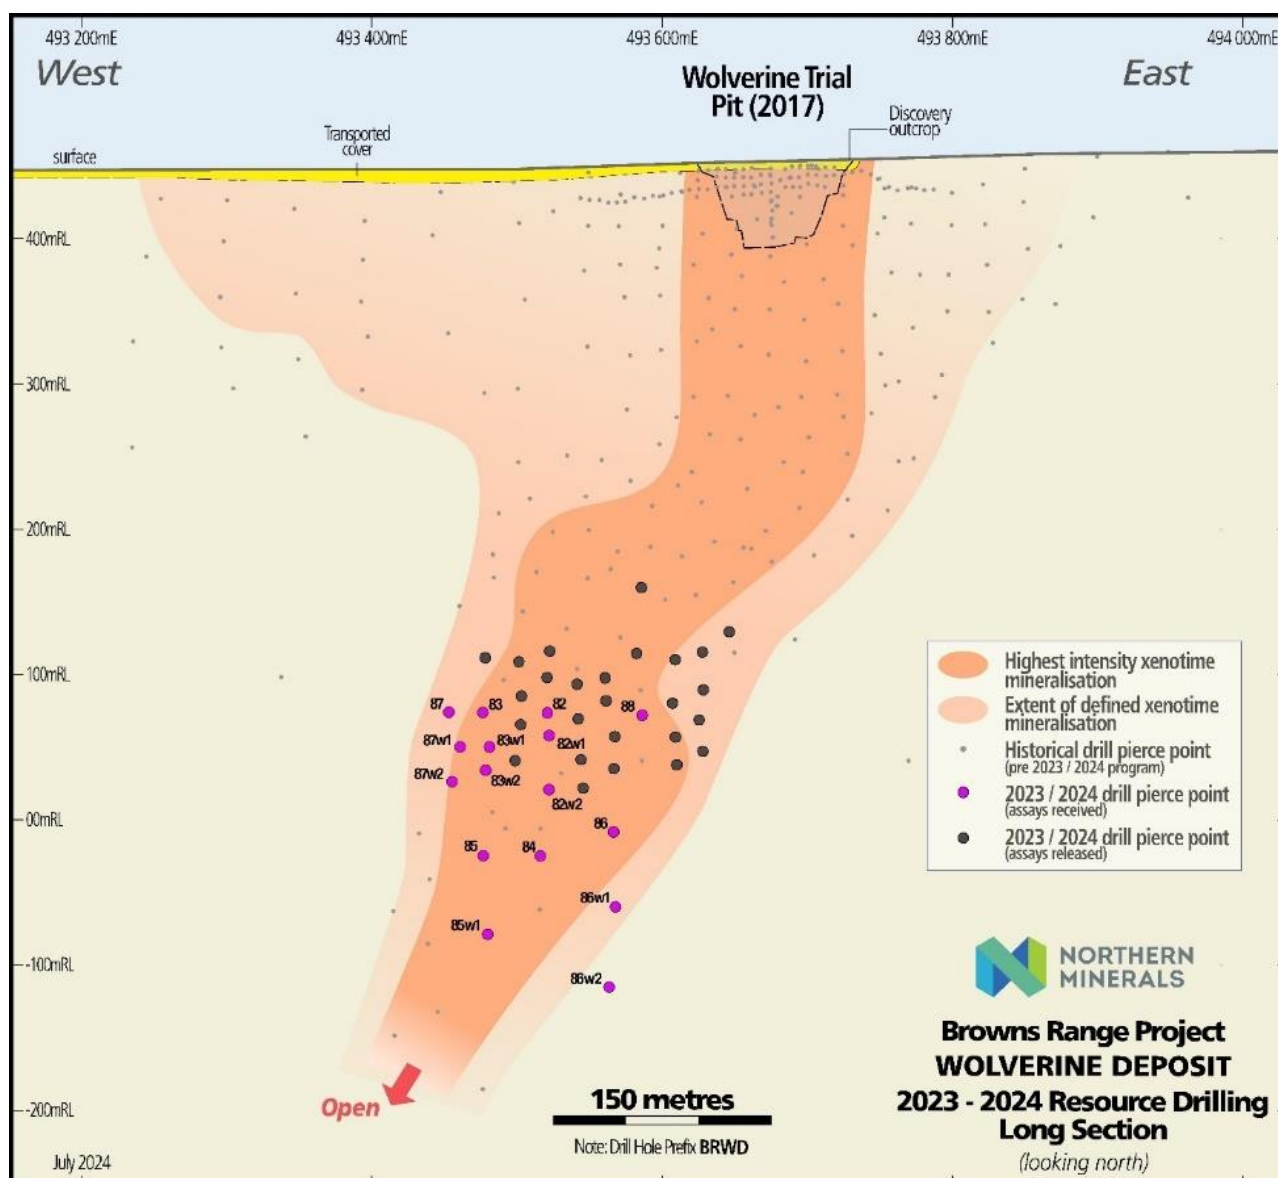 493 200mE
493 400mE
493 600mE
493 800mE
494 000mE
West
Wolverine Trial
Pit (2017)
East
Discovery
outcrop
Transported
cover
surface
400mRL
300mRL
200mRL
100mRL
00mRL
-100mRL
-200mRL
87
83
82
88
87w1
83w1
82w1
87w2
83w2
82w2
86
85
84
86w1
85w1
86w2
Highest intensity xenotime
mineralisation
Extent of defined xenotime
mineralisation
Historical drill pierce point
(pre 2023 / 2024 program)
2023 / 2024 drill pierce point
(assays received)
2023 / 2024 drill pierce point
(assays released)
NORTHERN
MINERALS
Browns Range Project
WOLVERINE DEPOSIT
2023 - 2024 Resource Drilling
Long Section
(looking north)
Open
150 metres
Note: Drill Hole Prefix BRWD
July 2024